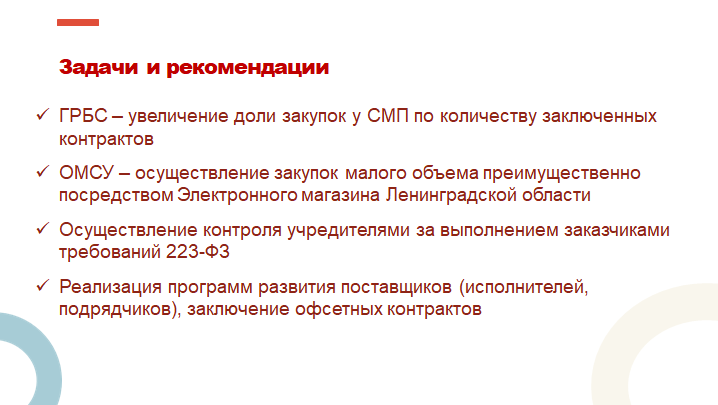 Задачи и рекомендации
✓ ГРБС – увеличение доли закупок у СМП по количеству заключенных
контрактов
✓ ОМСУ – осуществление закупок малого объема преимущественно
посредством Электронного магазина Ленинградской области
✓ Осуществление контроля учредителями за выполнением заказчиками
требований 223-ФЗ
✓ Реализация программ развития поставщиков (исполнителей,
подрядчиков), заключение офсетных контрактов